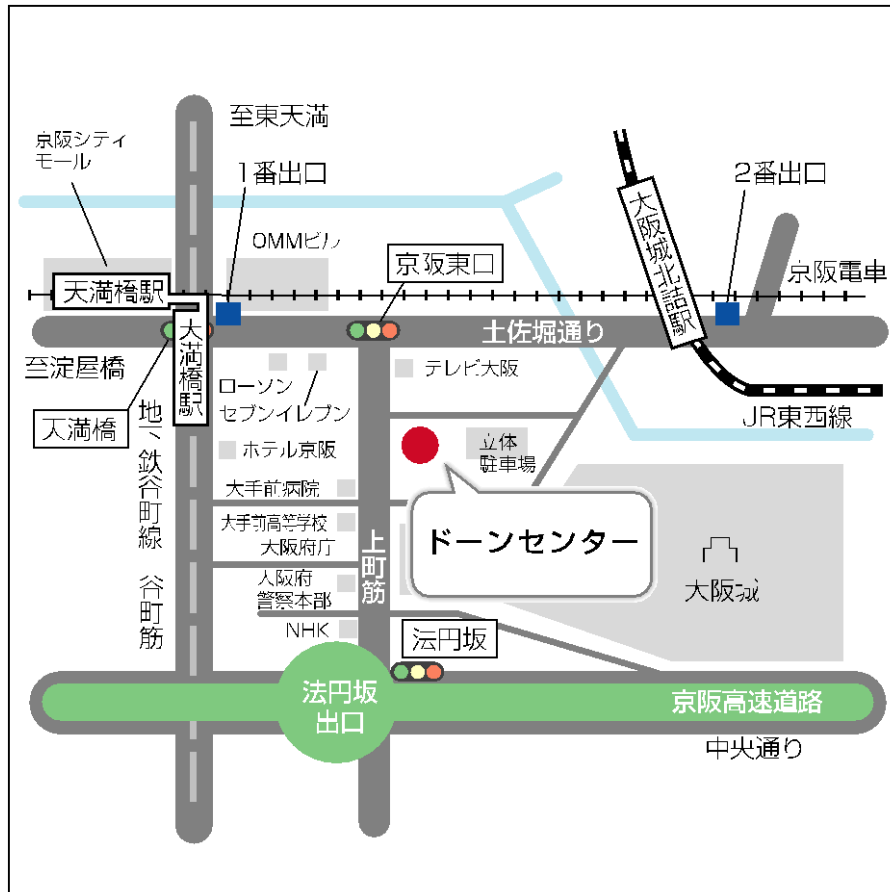 至東天満
京阪シティ
モール
1番出口
2番出口
OMMビル
京阪東口
大阪城北詰駅
京阪電車
天満橋駅
大満橋駅
土佐堀通り
至淀屋橋
天満橋
ローソン
セブンイレブン
テレビ大阪
JR東西線
地下鉄谷町線 谷町筋
ホテル京阪
立体
駐車場
大手前病院
大手前高等学校
大阪府庁
上町筋
ドーンセンター
大阪城
大阪府
警察本部
NHK
法円坂
法円坂
出口
京阪高速道路
中央通り